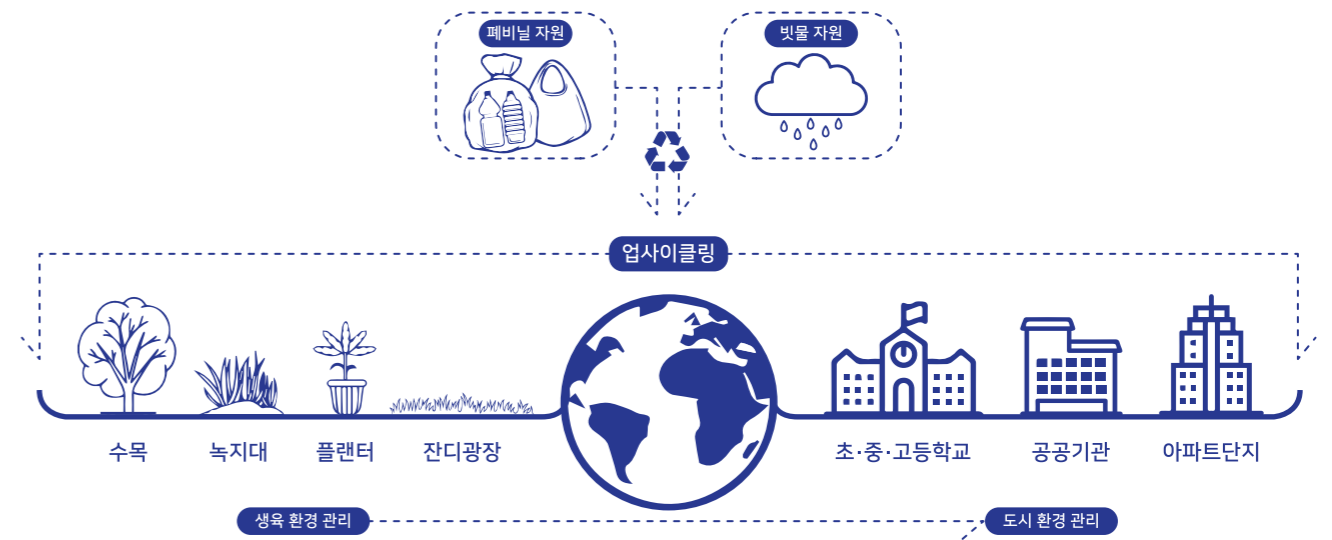 폐비닐 자원
빗물 자원
업사이클링
수목
녹지대
플랜터
잔디광장
초·중·고등학교
공공기관
아파트단지
생육 환경 관리
도시 환경 관리